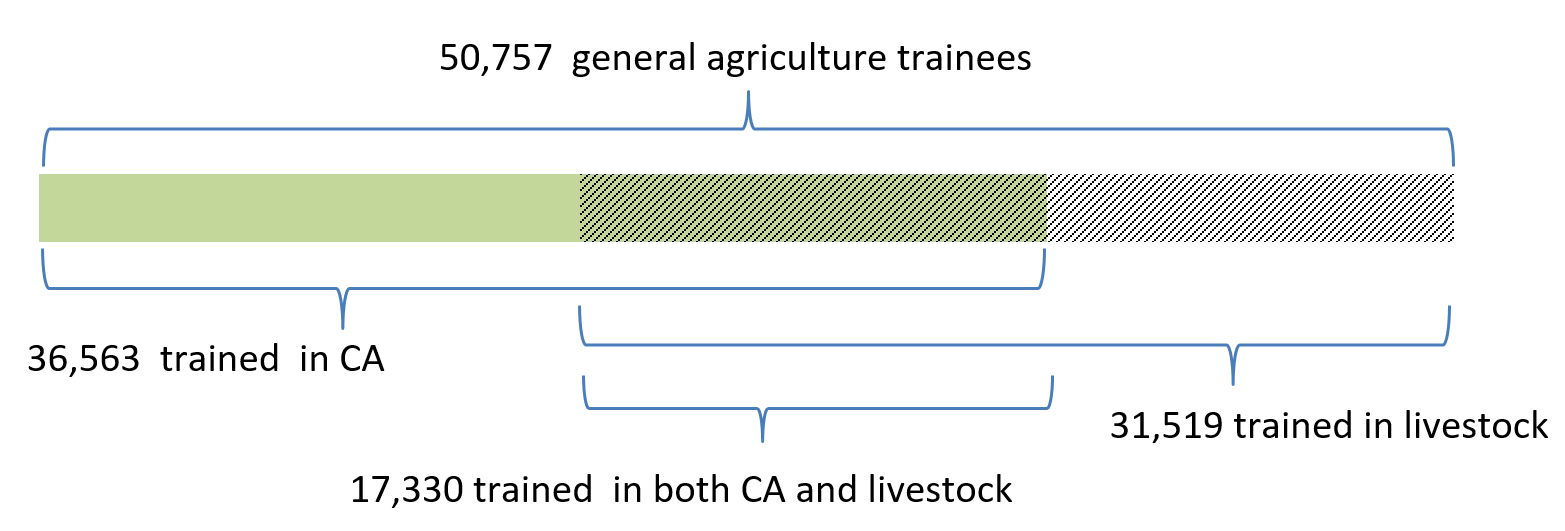 50,757  general agriculture trainees
36,563  trained  in CA
31,519 trained in livestock
17,330 trained  in both CA and livestock